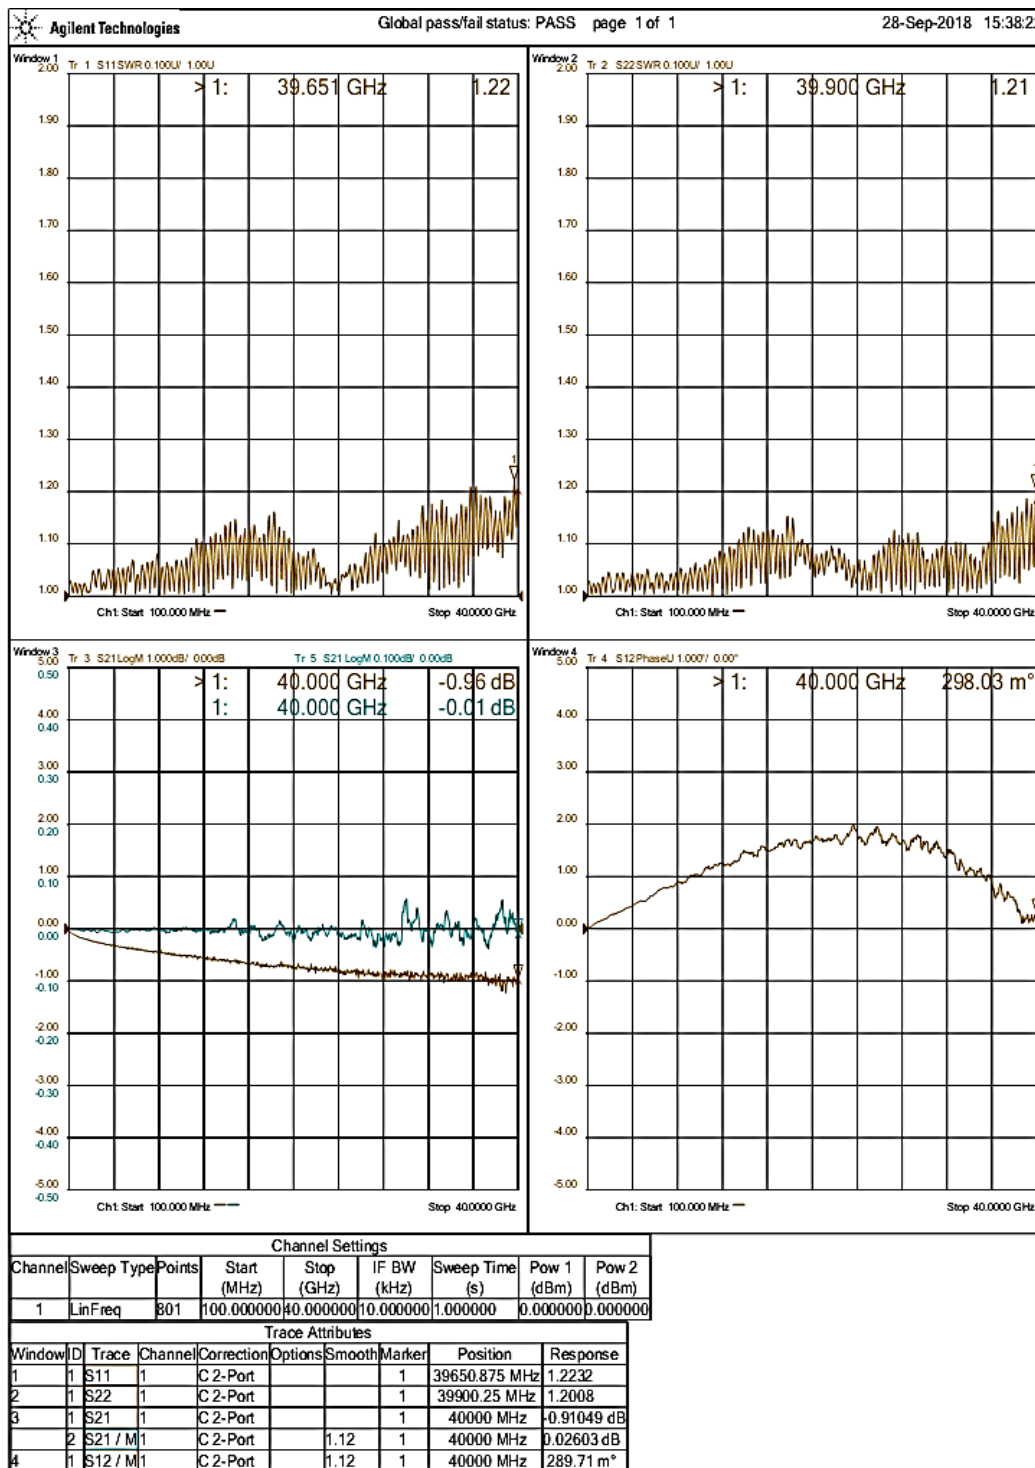 Agilent Technologies
Global pass/fail status: PASS page 1 of 1
28-Sep-2018 15:38:2
Window 1
2.00 Tr 1 S11 SWR 0.100U/ 1.00U
> 1: 39.651 GHz 1.22
1.90
1.80
1.70
1.60
1.50
1.40
1.30
1
1.20
1.10
1.00
Ch1: Start 100.000 MHz
Stop 40.0000 GHz
Window 2
2.00 Tr 2 S22 SWR 0.100U/ 1.00U
> 1: 39.900 GHz 1.21
1.90
1.80
1.70
1.60
1.50
1.40
1.30
1.20
1.10
1.00
Ch1: Start 100.000 MHz
Stop 40.0000 GHz
Window 3
5.00 Tr 3 S21 LogM 1.000dB/ 0.00dB Tr 5 S21 LogM 0.100dB/ 0.00dB
0.50
> 1: 40.000 GHz -0.96 dB
1: 40.000 GHz -0.01 dB
4.00
0.40
3.00
0.30
2.00
0.20
1.00
0.10
0.00
0.00
-1.00
-0.10
-2.00
-0.20
-3.00
-0.30
-4.00
-0.40
-5.00
-0.50
Ch1: Start 100.000 MHz
Stop 40.0000 GHz
Window 4
5.00 Tr 4 S12 PhaseU 1.000°/ 0.00°
> 1: 40.000 GHz 298.03 m°
4.00
3.00
2.00
1.00
0.00
-1.00
-2.00
-3.00
-4.00
-5.00
Ch1: Start 100.000 MHz
Stop 40.0000 GHz
Channel Settings
Channel Sweep Type Points Start (MHz) Stop (GHz) IF BW (kHz) Sweep Time (s) Pow 1 (dBm) Pow 2 (dBm)
1 LinFreq 801 100.000000 40.000000 10.000000 1.000000 0.000000 0.000000
Trace Attributes
Window ID Trace Channel Correction Options Smooth Marker Position Response
1 1 S11 1 C 2-Port 1 39650.875 MHz 1.2232
2 1 S22 1 C 2-Port 1 39900.25 MHz 1.2008
3 1 S21 1 C 2-Port 1 40000 MHz -0.91049 dB
2 S21 / M 1 C 2-Port 1.12 1 40000 MHz 0.02603 dB
4 1 S12 / M 1 C 2-Port 1.12 1 40000 MHz 289.71 m°